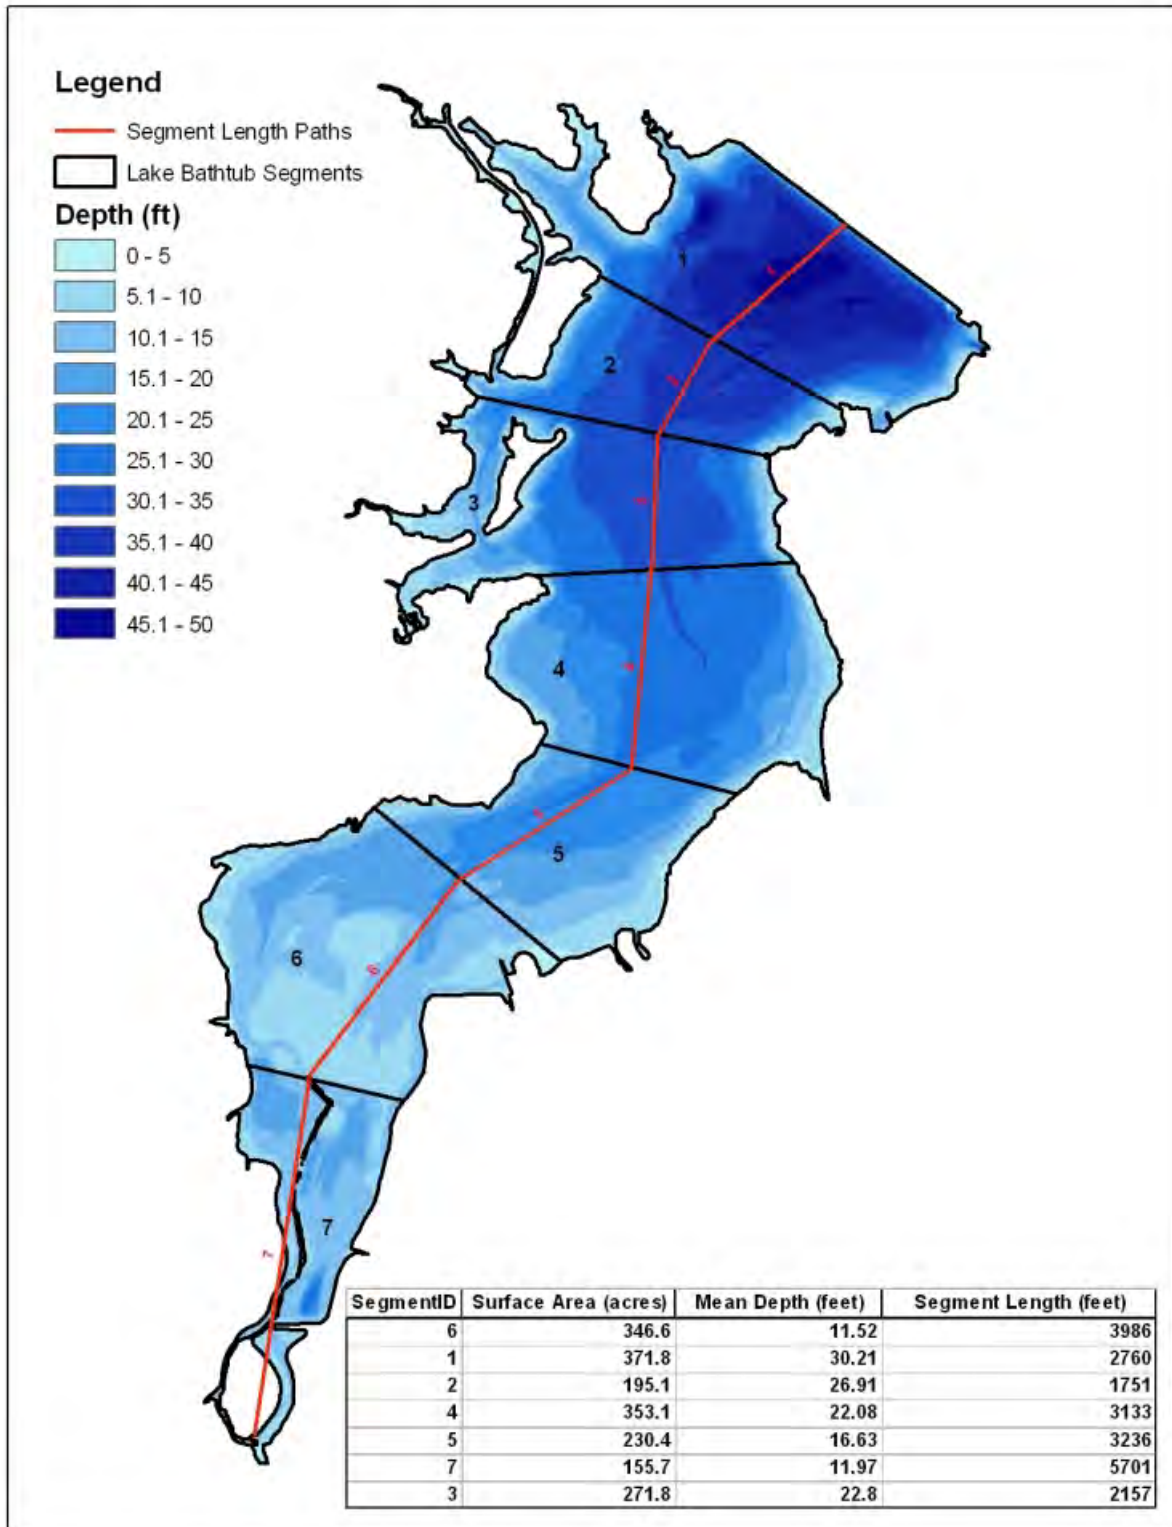 Legend
Segment Length Paths
Lake Bathtub Segments
Depth (ft)
0 - 5
5.1 - 10
10.1 - 15
15.1 - 20
20.1 - 25
25.1 - 30
30.1 - 35
35.1 - 40
40.1 - 45
45.1 - 50
1
2
3
4
5
6
6
7
7
SegmentID Surface Area (acres) Mean Depth (feet) Segment Length (feet)
6 346.6 11.52 3986
1 371.8 30.21 2760
2 195.1 26.91 1751
4 353.1 22.08 3133
5 230.4 16.63 3236
7 155.7 11.97 5701
3 271.8 22.8 2157